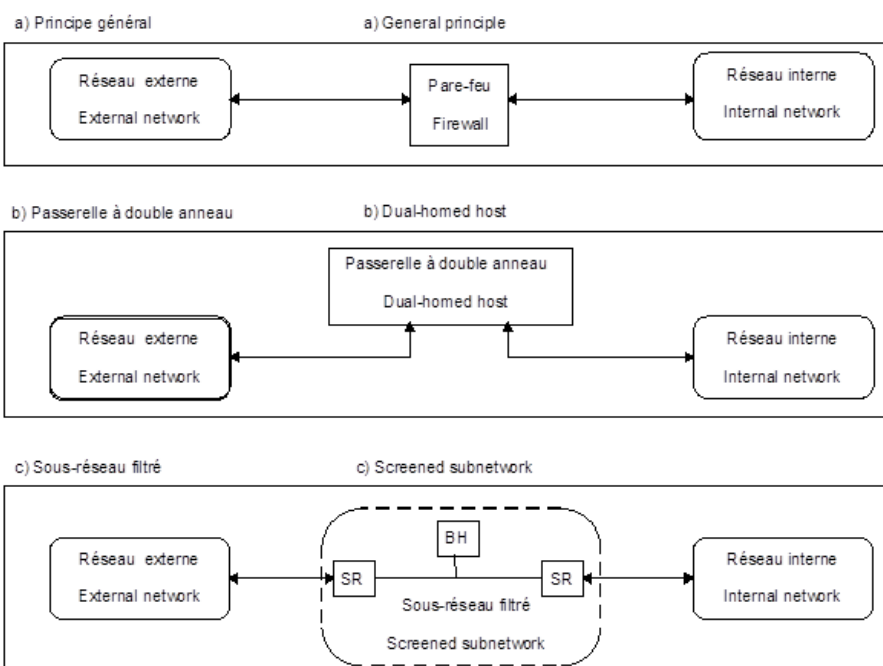 a) Principe général
a) General principle
Réseau externe
External network
Pare-feu
Firewall
Réseau interne
Internal network
b) Passerelle à double anneau
b) Dual-homed host
Passerelle à double anneau
Dual-homed host
Réseau externe
External network
Réseau interne
Internal network
c) Sous-réseau filtré
c) Screened subnetwork
Réseau externe
External network
BH
SR
SR
Sous-réseau filtré
Screened subnetwork
Réseau interne
Internal network